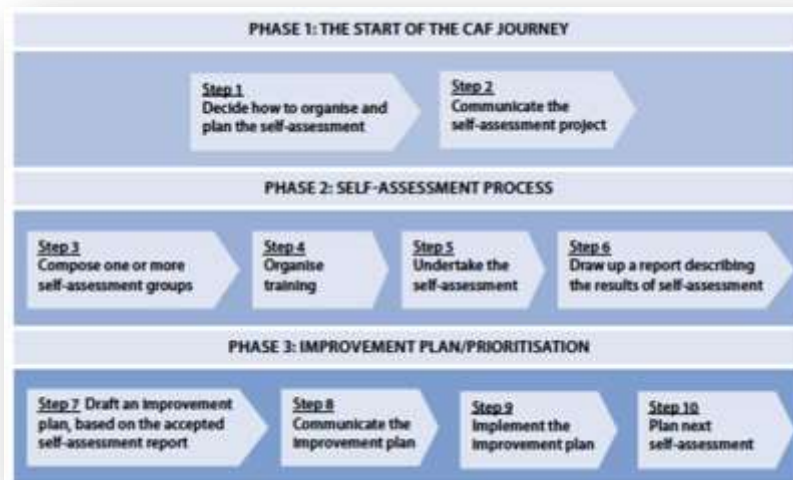 PHASE 1: THE START OF THE CAF JOURNEY
Step 1
Decide how to organise and
plan the self-assessment
Step 2
Communicate the
self-assessment project
PHASE 2: SELF-ASSESSMENT PROCESS
Step 3
Compose one or more
self-assessment groups
Step 4
Organise
training
Step 5
Undertake the
self-assessment
Step 6
Draw up a report describing
the results of self-assessment
PHASE 3: IMPROVEMENT PLAN/PRIORITISATION
Step 7 Draft an improvement
plan, based on the accepted
self-assessment report
Step 8
Communicate the
improvement plan
Step 9
Implement the
improvement plan
Step 10
Plan next
self-assessment